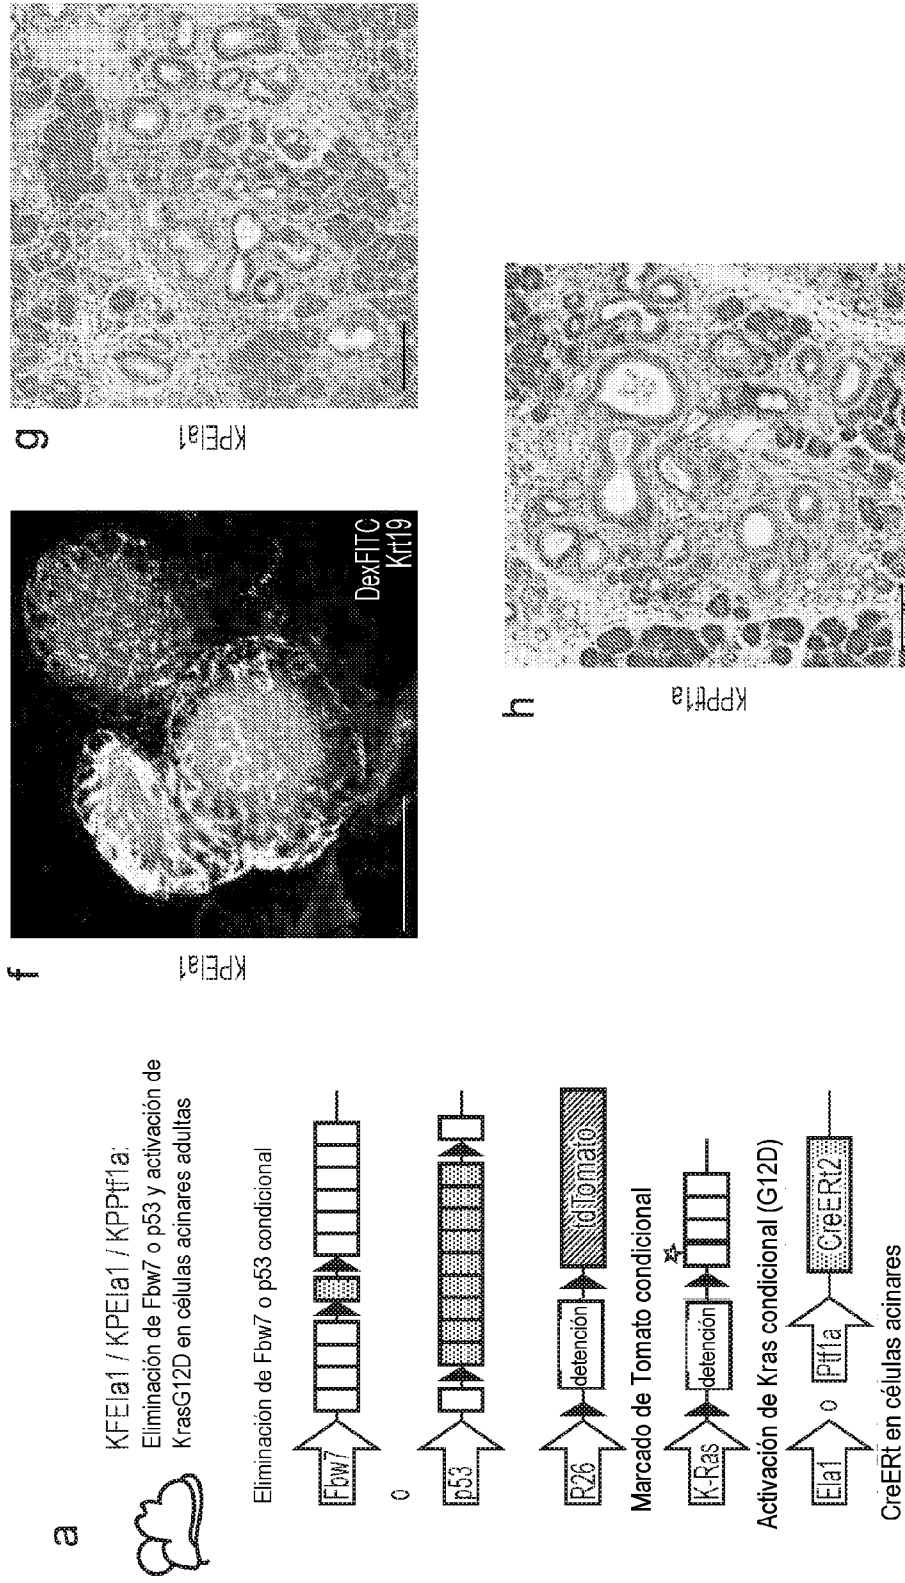 a
KFEla1 / KPEla1 / KPPtf1a:
Eliminación de Fbw7 o p53 y activación de
KrasG12D en células acinares adultas
Eliminación de Fbw7 o p53 condicional
Fbw7
o
p53
R26
detención
tdTomato
Marcado de Tomato condicional
K-Ras
detención
Activación de Kras condicional (G12D)
Ela1
o
Ptf1a
CreERt2
CreERt en células acinares
f
KPEla1
DexFITC
Krt19
g
KPEla1
h
KPPtf1a